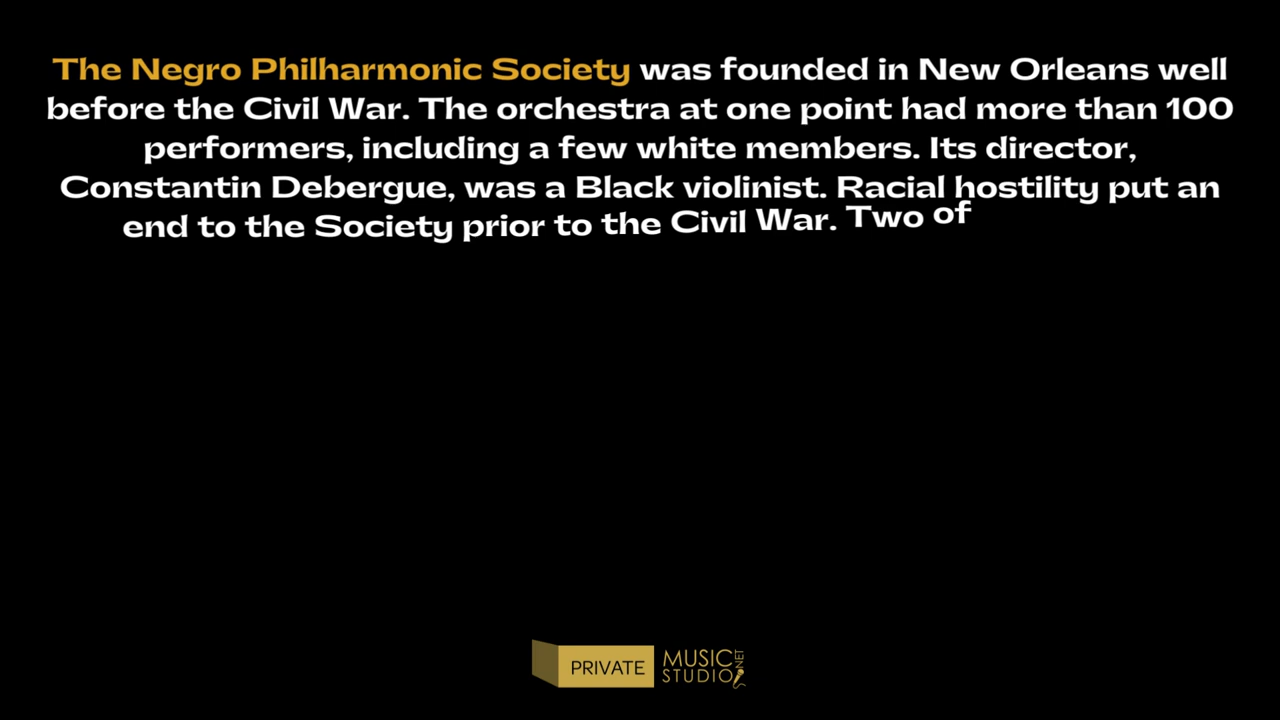 The Negro Philharmonic Society was founded in New Orleans well
before the Civil War. The orchestra at one point had more than 100
performers, including a few white members. Its director,
Constantin Debergue, was a Black violinist. Racial hostility put an
end to the Society prior to the Civil War. Two of
PRIVATE
MUSIC
STUDIO
.NET